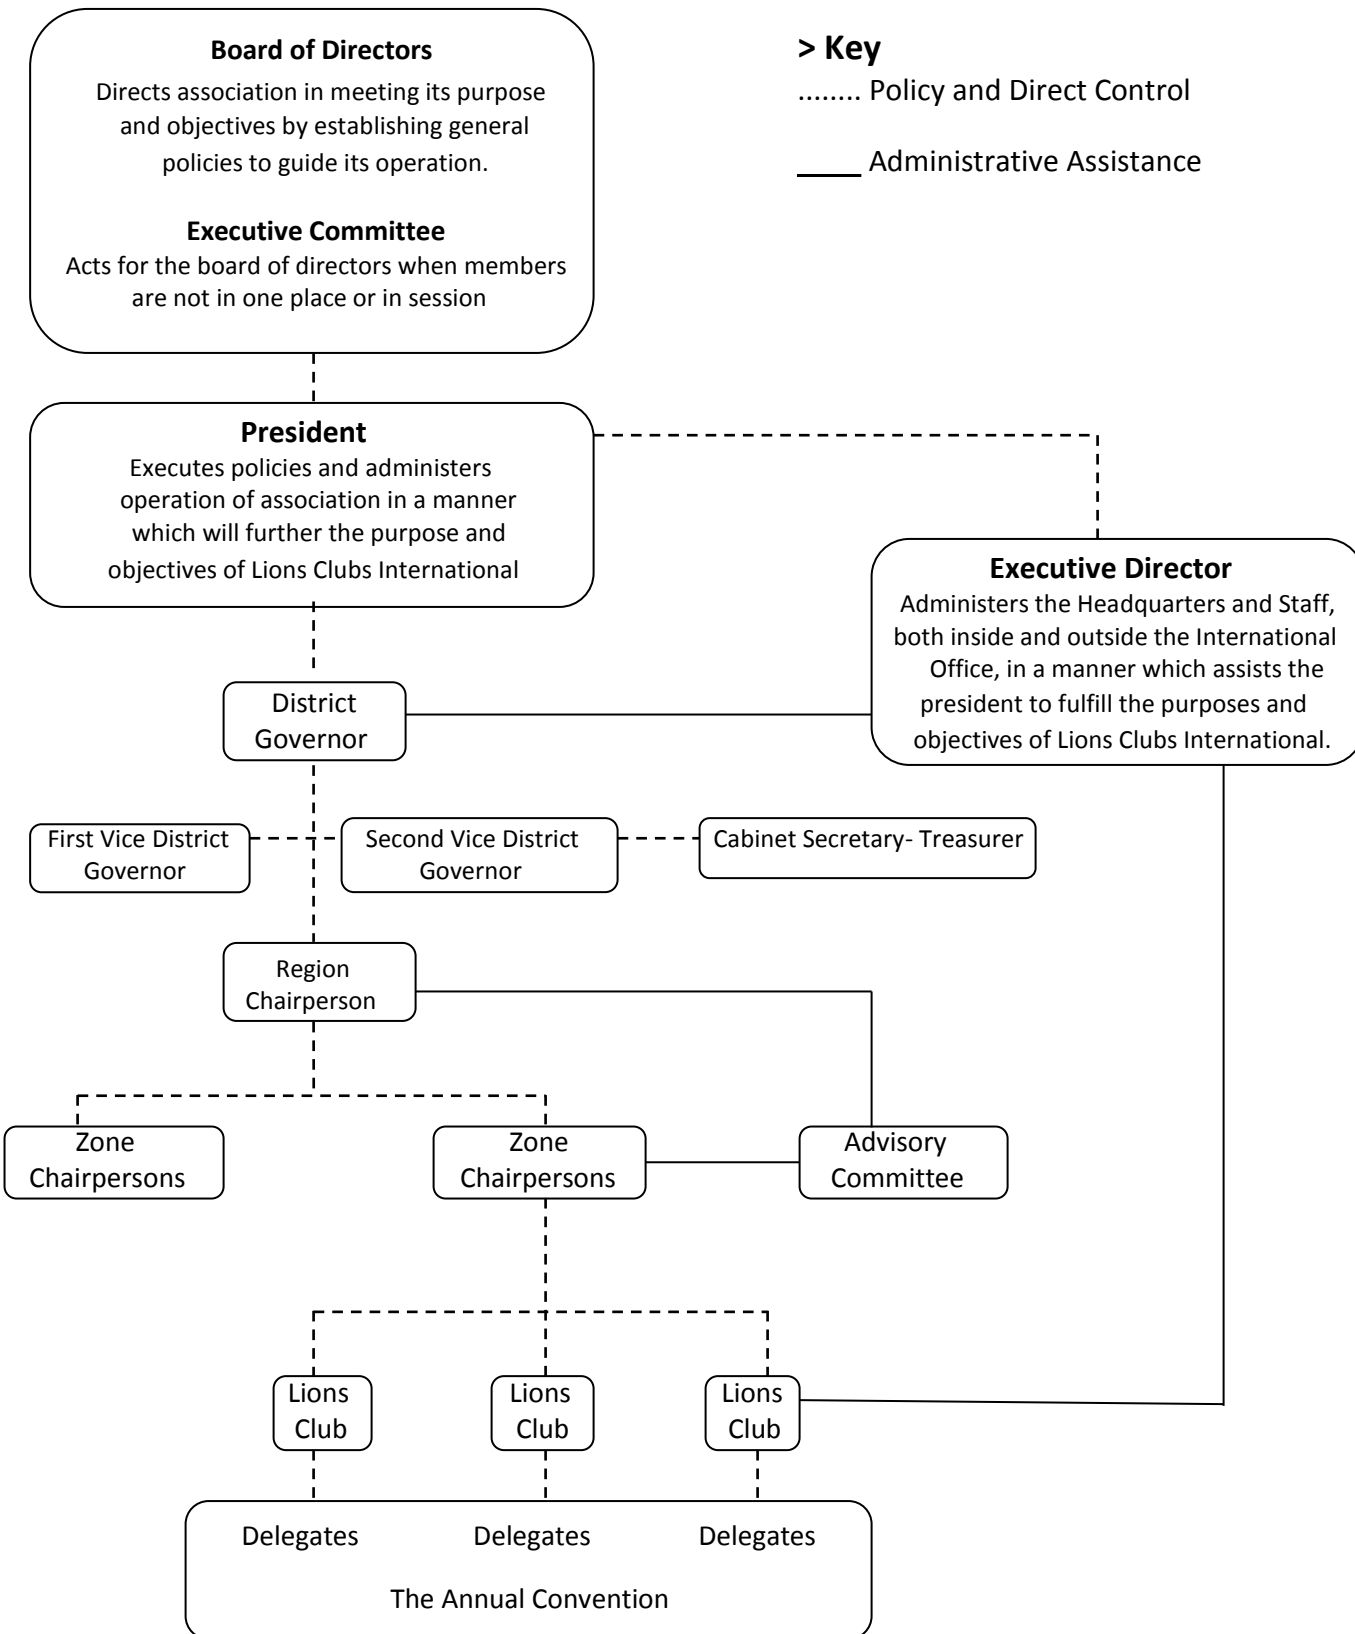 Board of Directors
Directs association in meeting its purpose
and objectives by establishing general
policies to guide its operation.
Executive Committee
Acts for the board of directors when members
are not in one place or in session
> Key
........ Policy and Direct Control
____ Administrative Assistance
President
Executes policies and administers
operation of association in a manner
which will further the purpose and
objectives of Lions Clubs International
Executive Director
Administers the Headquarters and Staff,
both inside and outside the International
Office, in a manner which assists the
president to fulfill the purposes and
objectives of Lions Clubs International.
District
Governor
First Vice District
Governor
Second Vice District
Governor
Cabinet Secretary- Treasurer
Region
Chairperson
Zone
Chairpersons
Zone
Chairpersons
Advisory
Committee
Lions
Club
Lions
Club
Lions
Club
Delegates
Delegates
Delegates
The Annual Convention